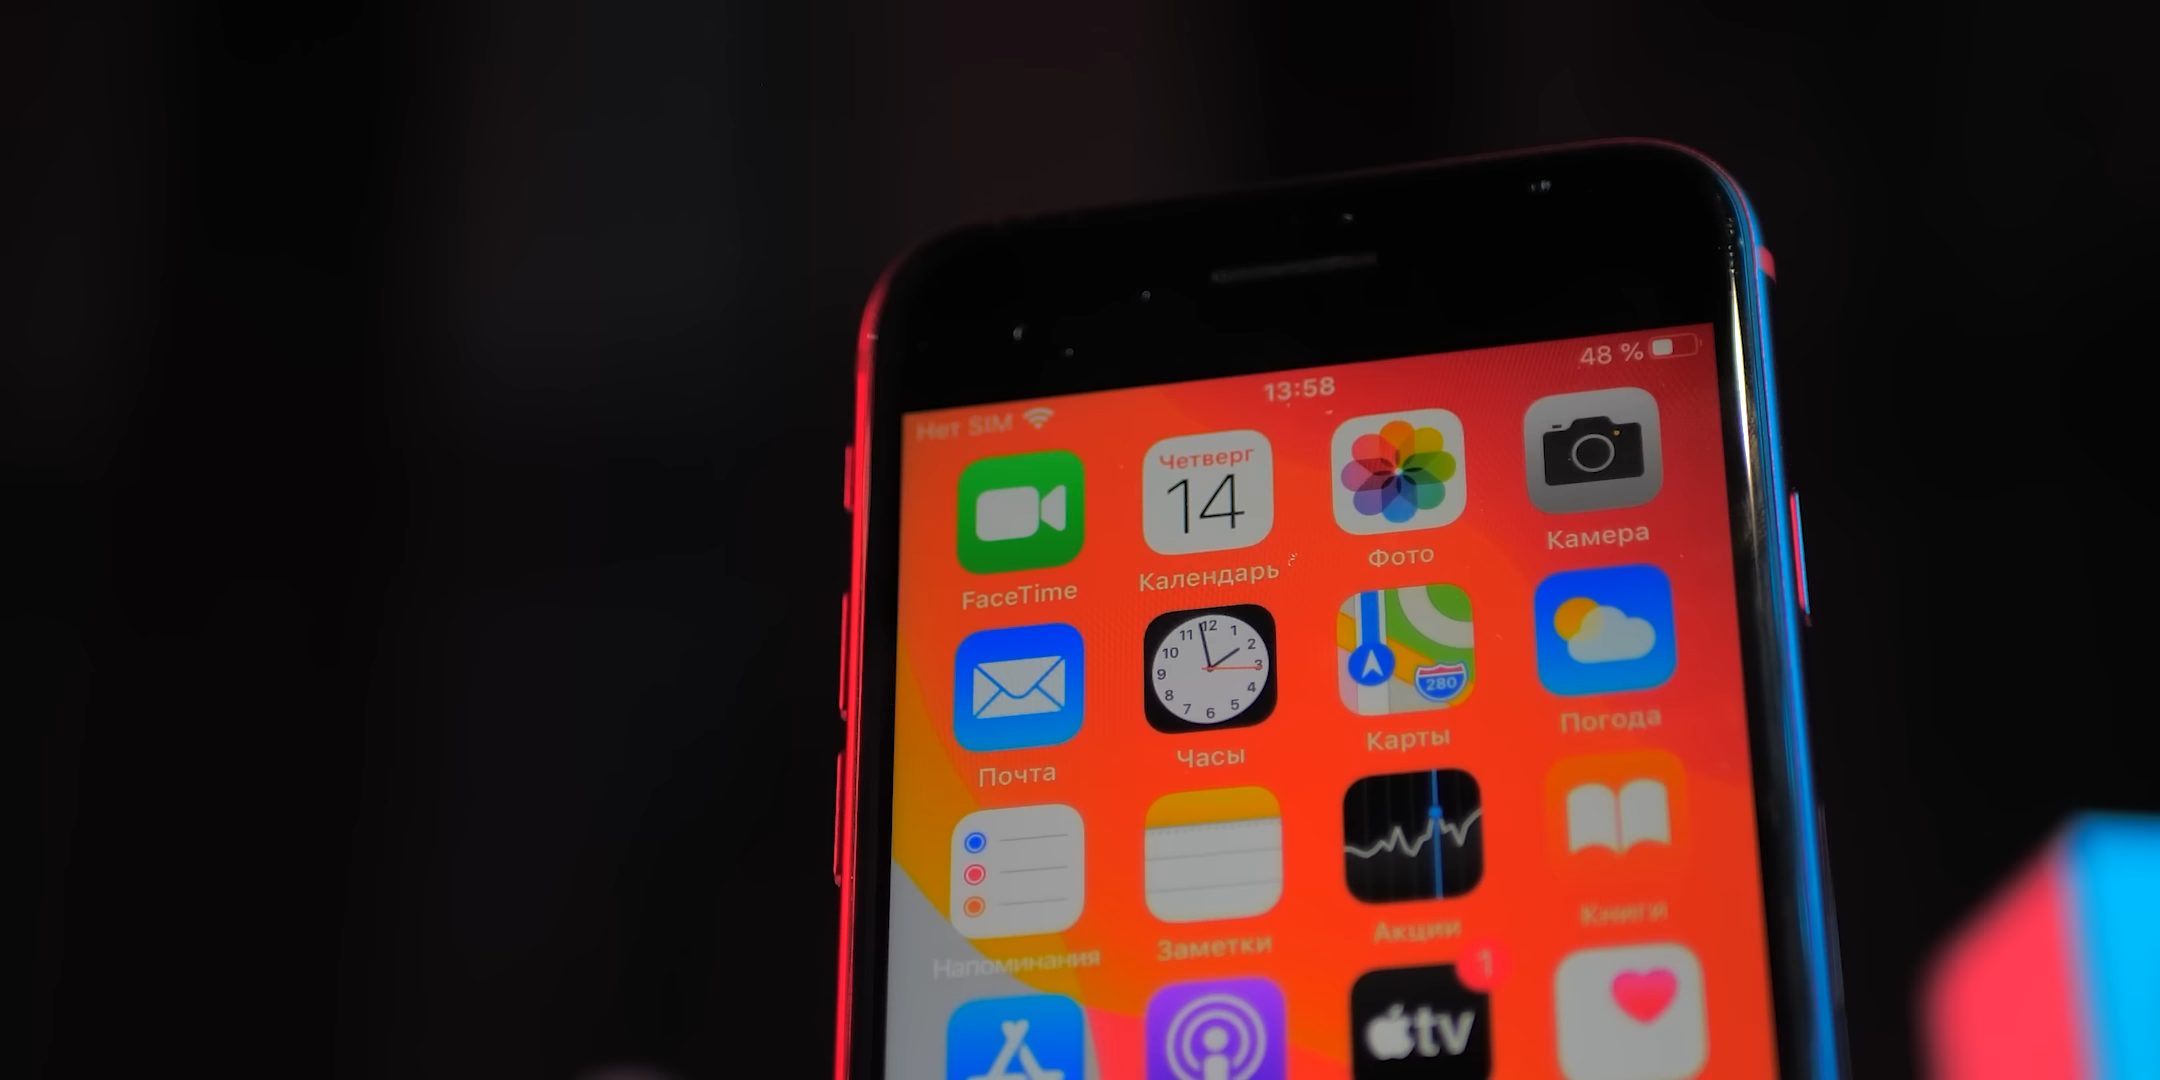 Нет SIM 13:58 48 %
Четверг
14
FaceTime Календарь Фото Камера
12
11 1
10 2
9 3
8 4
7 5
6
280
Почта Часы Карты Погода
Напоминания Заметки Акции Книги
1
tv